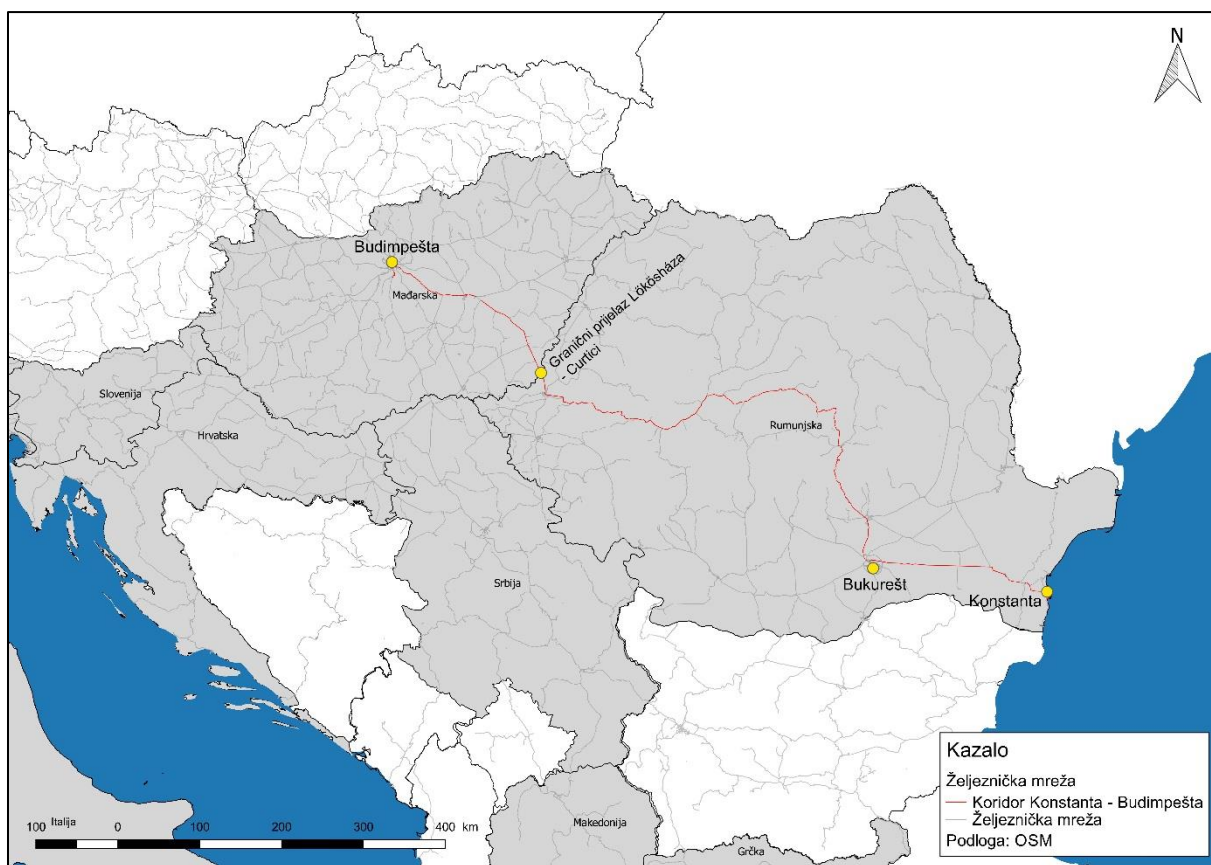 N
Budimpešta
Mađarska
Granični prijelaz Lőkösháza
- Curtici
Slovenija
Hrvatska
Rumunjska
Srbija
Bukurešt
Konstanta
Makedonija
Grčka
Italija
100 0 100 200 300 400 km
Kazalo
Željeznička mreža
Koridor Konstanta - Budimpešta
Željeznička mreža
Podloga: OSM